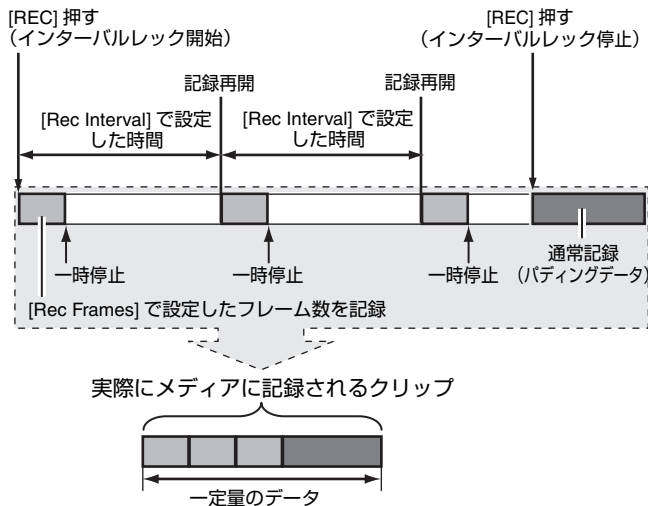 [REC] 押す
（インターバルレック開始）
[REC] 押す
（インターバルレック停止）
記録再開
記録再開
[Rec Interval] で設定
した時間
[Rec Interval] で設定
した時間
一時停止
一時停止
一時停止
通常記録
（パディングデータ）
[Rec Frames] で設定したフレーム数を記録
実際にメディアに記録されるクリップ
一定量のデータ